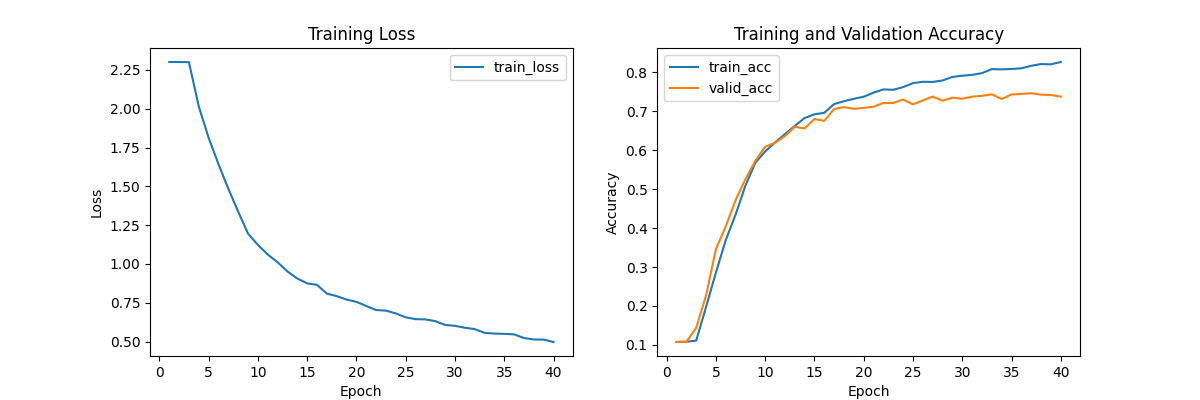 Training Loss
train_loss
2.25
2.00
1.75
1.50
1.25
1.00
0.75
0.50
Loss
0 5 10 15 20 25 30 35 40
Epoch
Training and Validation Accuracy
train_acc
valid_acc
0.8
0.7
0.6
0.5
0.4
0.3
0.2
0.1
Accuracy
0 5 10 15 20 25 30 35 40
Epoch